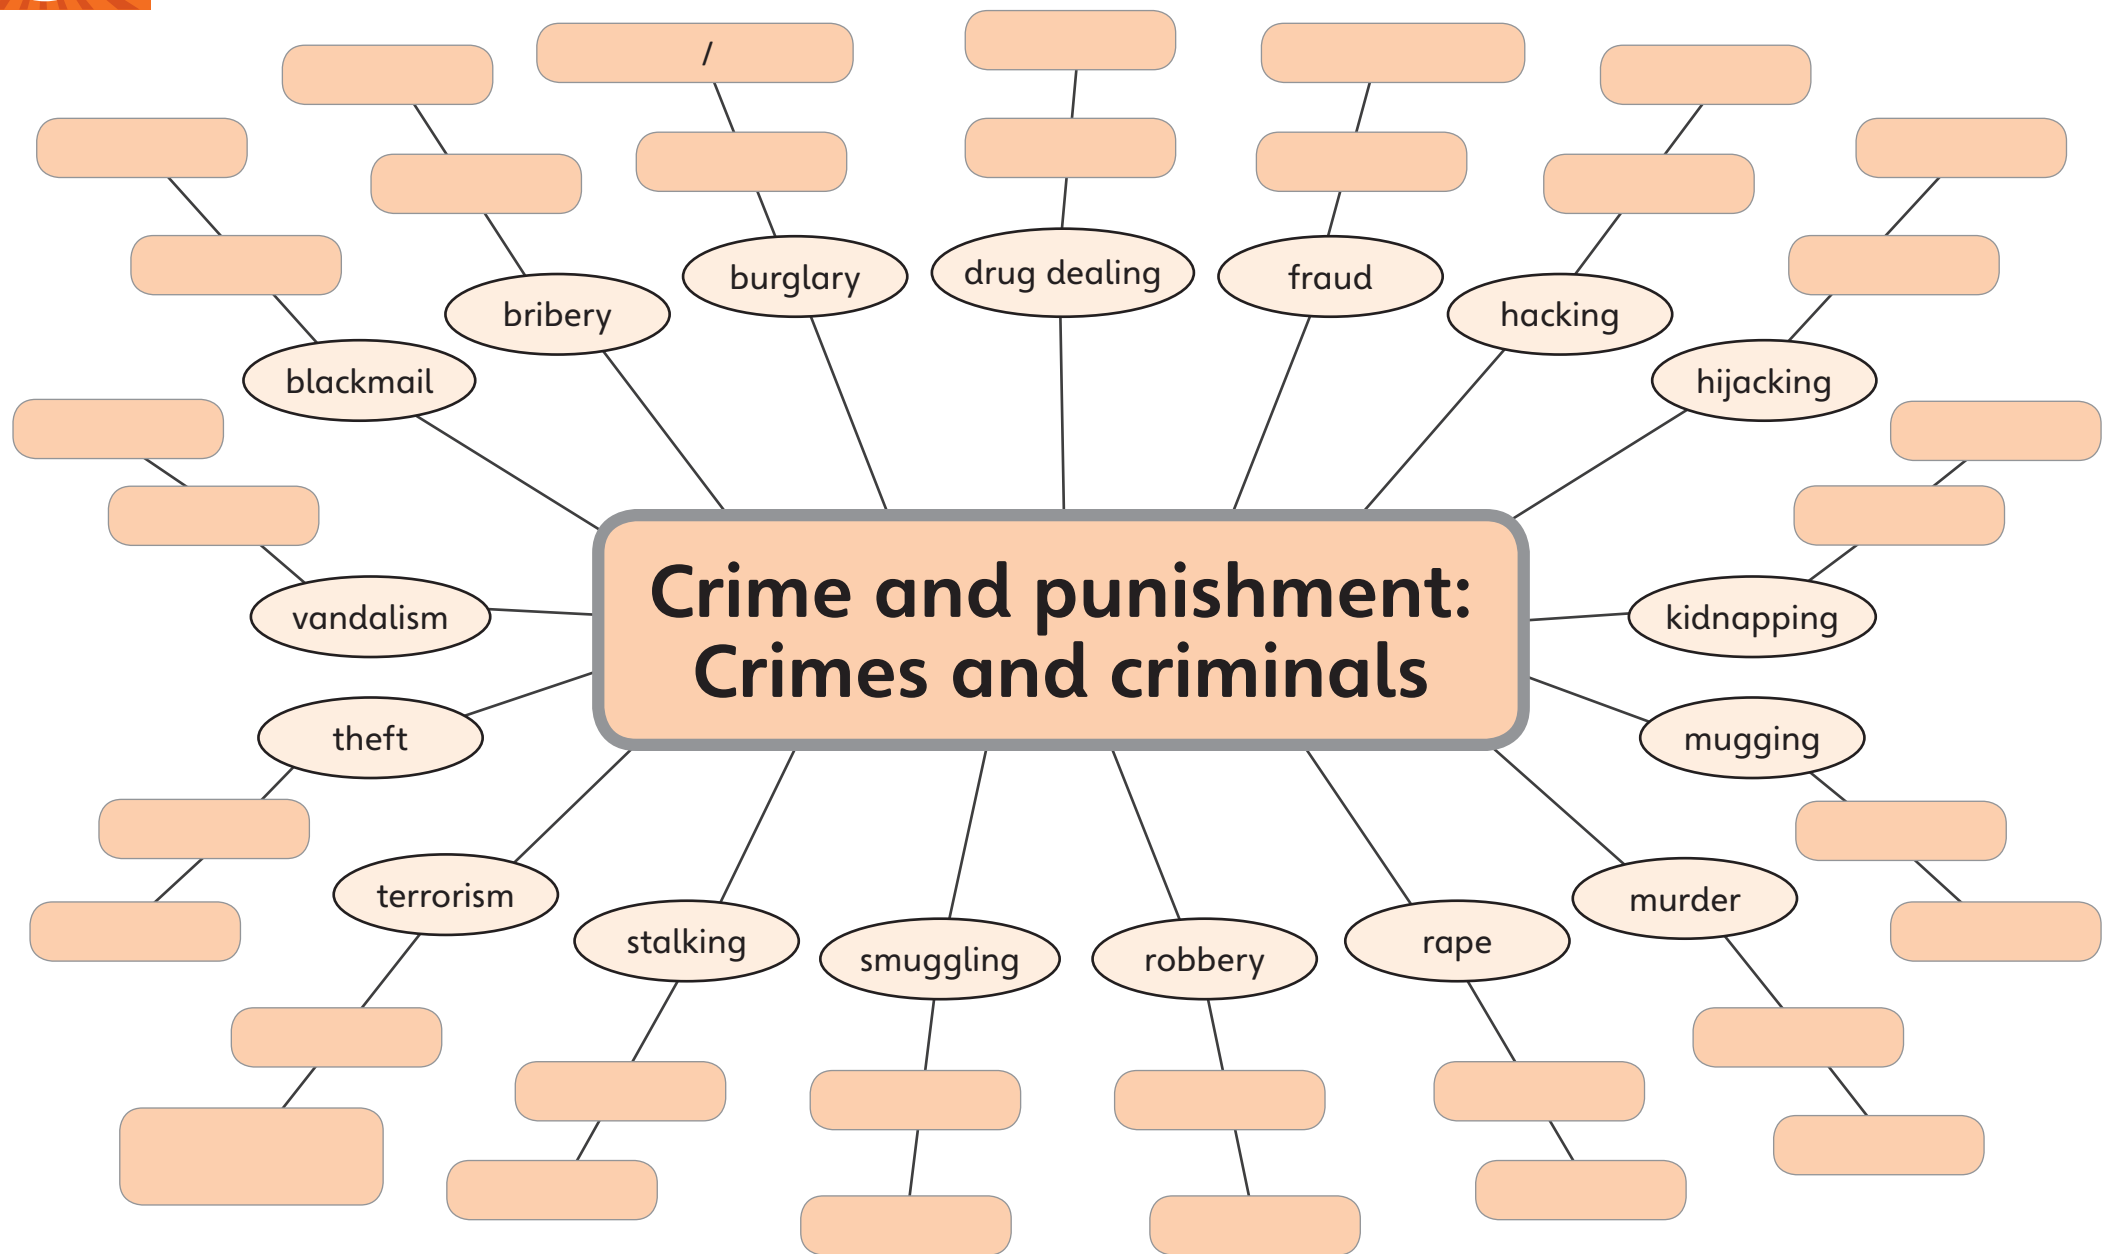 /
burglary
drug dealing
fraud
bribery
hacking
blackmail
hijacking
Crime and punishment:
Crimes and criminals
vandalism
kidnapping
theft
mugging
terrorism
murder
stalking
rape
smuggling
robbery